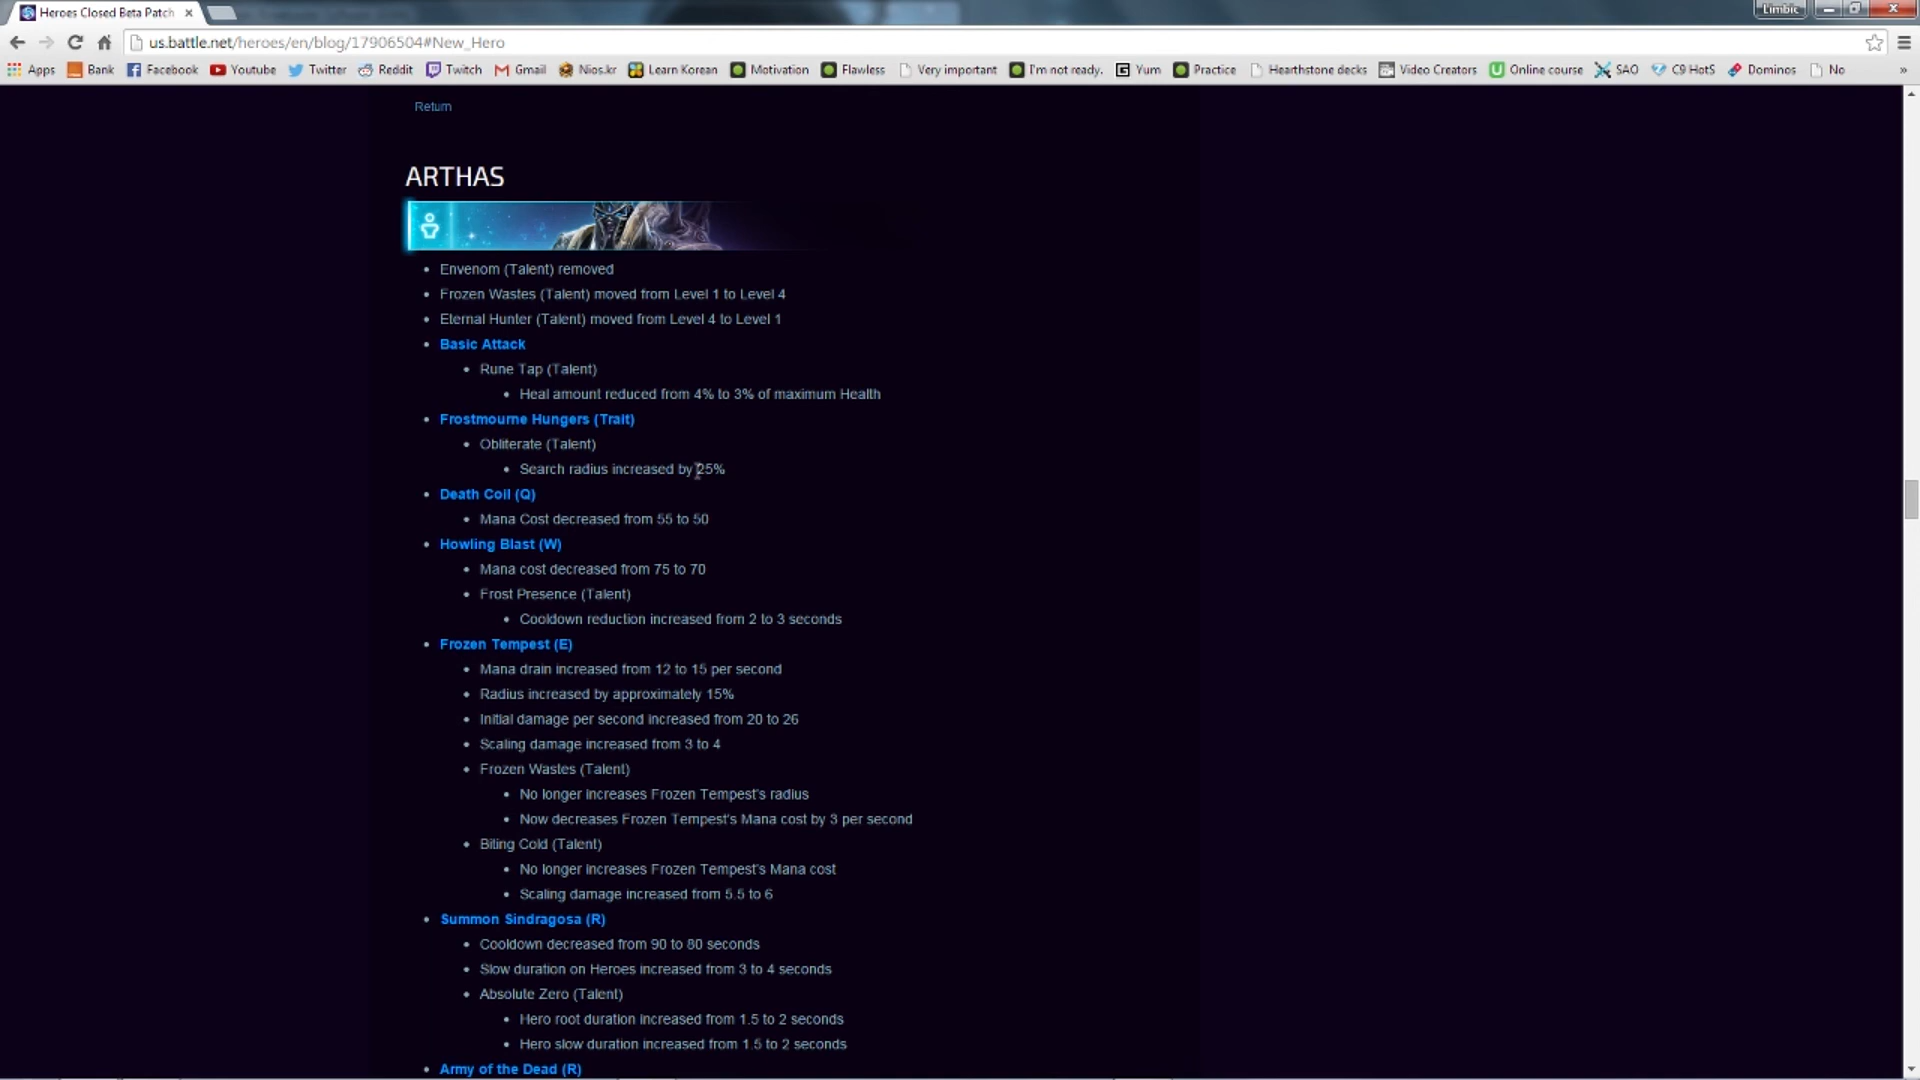 Heroes Closed Beta Patch
Limbic
us.battle.net/heroes/en/blog/17906504#New_Hero
Apps Bank Facebook Youtube Twitter Reddit Twitch Gmail Nios.kr Learn Korean Motivation Flawless Very important I'm not ready. Yum Practice Hearthstone decks Video Creators Online course SAO C9 HotS Dominos No »
Return
ARTHAS
Envenom (Talent) removed
Frozen Wastes (Talent) moved from Level 1 to Level 4
Eternal Hunter (Talent) moved from Level 4 to Level 1
Basic Attack
Rune Tap (Talent)
Heal amount reduced from 4% to 3% of maximum Health
Frostmourne Hungers (Trait)
Obliterate (Talent)
Search radius increased by 25%
Death Coil (Q)
Mana Cost decreased from 55 to 50
Howling Blast (W)
Mana cost decreased from 75 to 70
Frost Presence (Talent)
Cooldown reduction increased from 2 to 3 seconds
Frozen Tempest (E)
Mana drain increased from 12 to 15 per second
Radius increased by approximately 15%
Initial damage per second increased from 20 to 26
Scaling damage increased from 3 to 4
Frozen Wastes (Talent)
No longer increases Frozen Tempest's radius
Now decreases Frozen Tempest's Mana cost by 3 per second
Biting Cold (Talent)
No longer increases Frozen Tempest's Mana cost
Scaling damage increased from 5.5 to 6
Summon Sindragosa (R)
Cooldown decreased from 90 to 80 seconds
Slow duration on Heroes increased from 3 to 4 seconds
Absolute Zero (Talent)
Hero root duration increased from 1.5 to 2 seconds
Hero slow duration increased from 1.5 to 2 seconds
Army of the Dead (R)